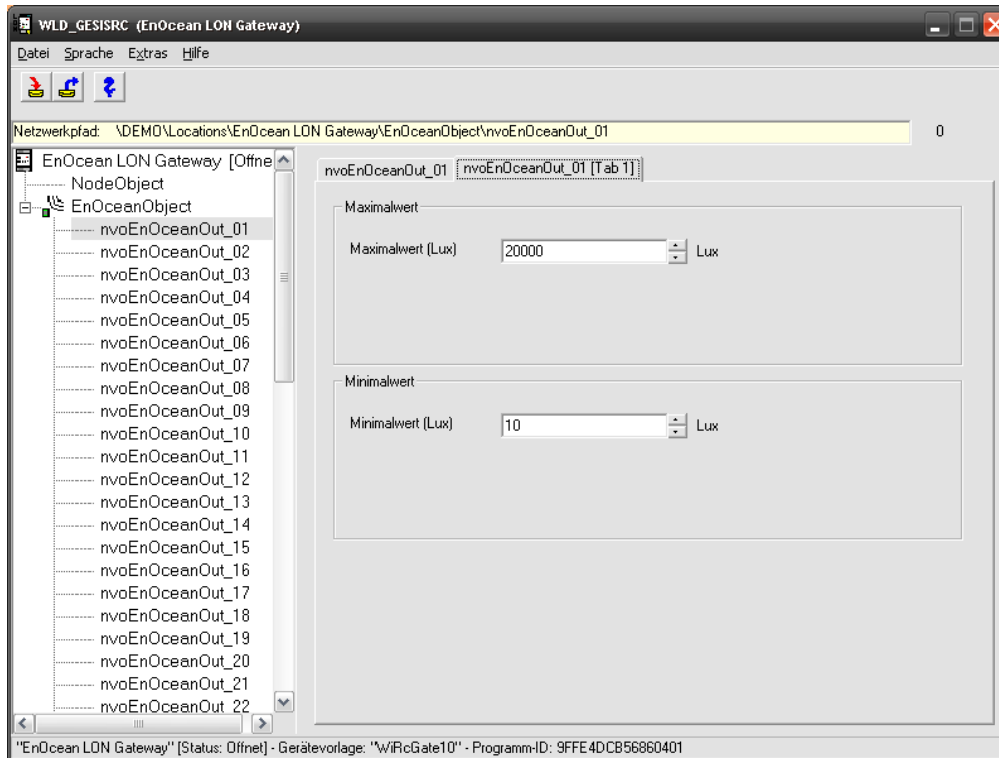 WLD_GESISRC (EnOcean LON Gateway)
Datei Sprache Extras Hilfe
Netzwerkpfad: \DEMO\Locations\EnOcean LON Gateway\EnOceanObject\nvoEnOceanOut_01 0
EnOcean LON Gateway [Offne
NodeObject
EnOceanObject
nvoEnOceanOut_01
nvoEnOceanOut_02
nvoEnOceanOut_03
nvoEnOceanOut_04
nvoEnOceanOut_05
nvoEnOceanOut_06
nvoEnOceanOut_07
nvoEnOceanOut_08
nvoEnOceanOut_09
nvoEnOceanOut_10
nvoEnOceanOut_11
nvoEnOceanOut_12
nvoEnOceanOut_13
nvoEnOceanOut_14
nvoEnOceanOut_15
nvoEnOceanOut_16
nvoEnOceanOut_17
nvoEnOceanOut_18
nvoEnOceanOut_19
nvoEnOceanOut_20
nvoEnOceanOut_21
nvoEnOceanOut_22
nvoEnOceanOut_01 nvoEnOceanOut_01 [Tab 1]
Maximalwert
Maximalwert (Lux) 20000 Lux
Minimalwert
Minimalwert (Lux) 10 Lux
"EnOcean LON Gateway" [Status: Offnet] - Gerätevorlage: "WiRcGate10" - Programm-ID: 9FFE4DCB56860401